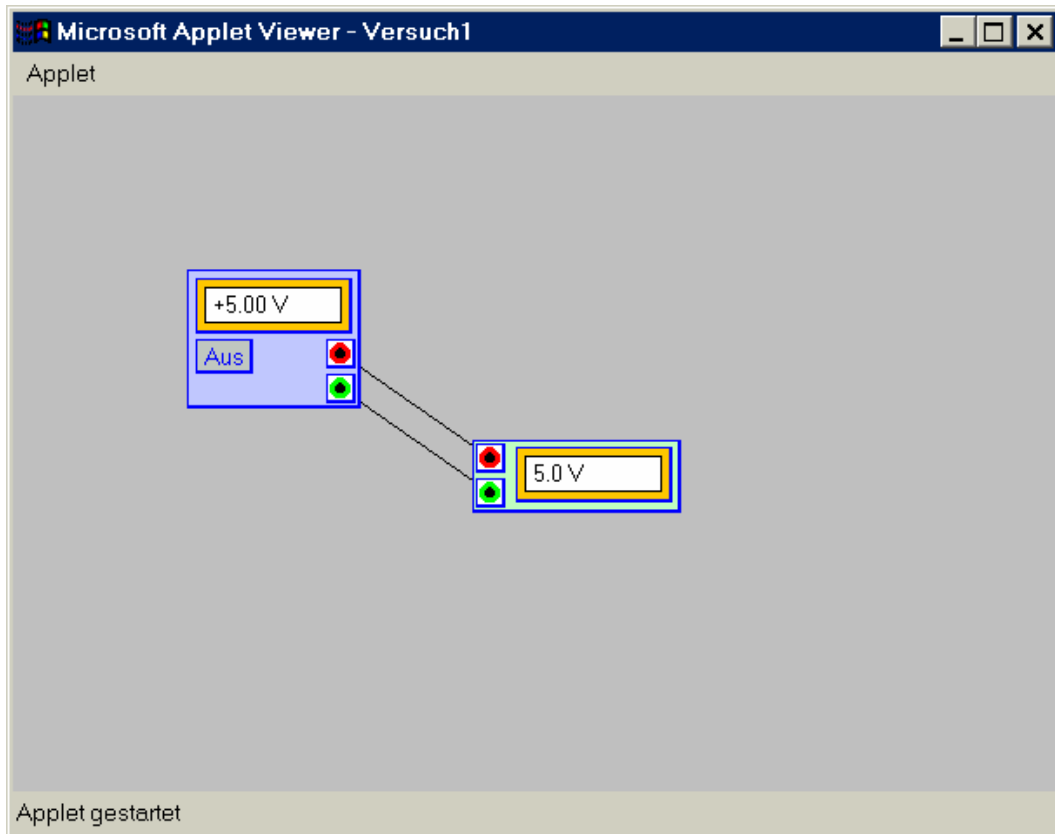 Microsoft Applet Viewer - Versuch1
Applet
+5.00 V
Aus
5.0 V
Applet gestartet